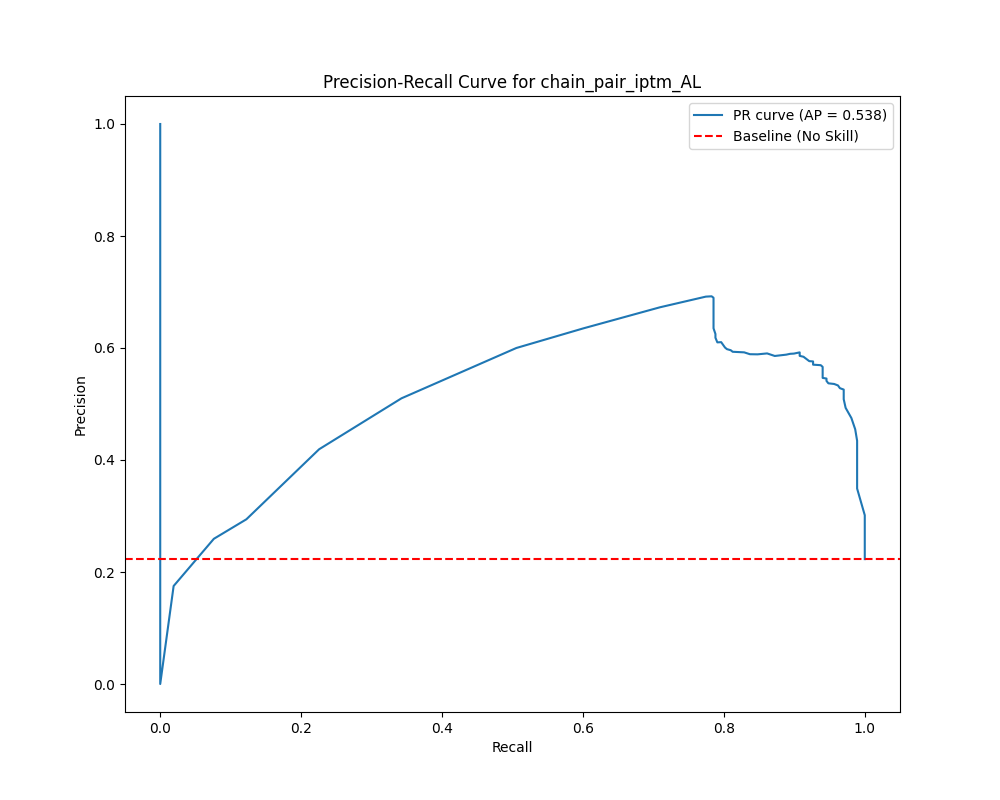 Precision-Recall Curve for chain_pair_iptm_AL
PR curve (AP = 0.538)
Baseline (No Skill)
1.0
0.8
0.6
0.4
0.2
0.0
Precision
0.0 0.2 0.4 0.6 0.8 1.0
Recall